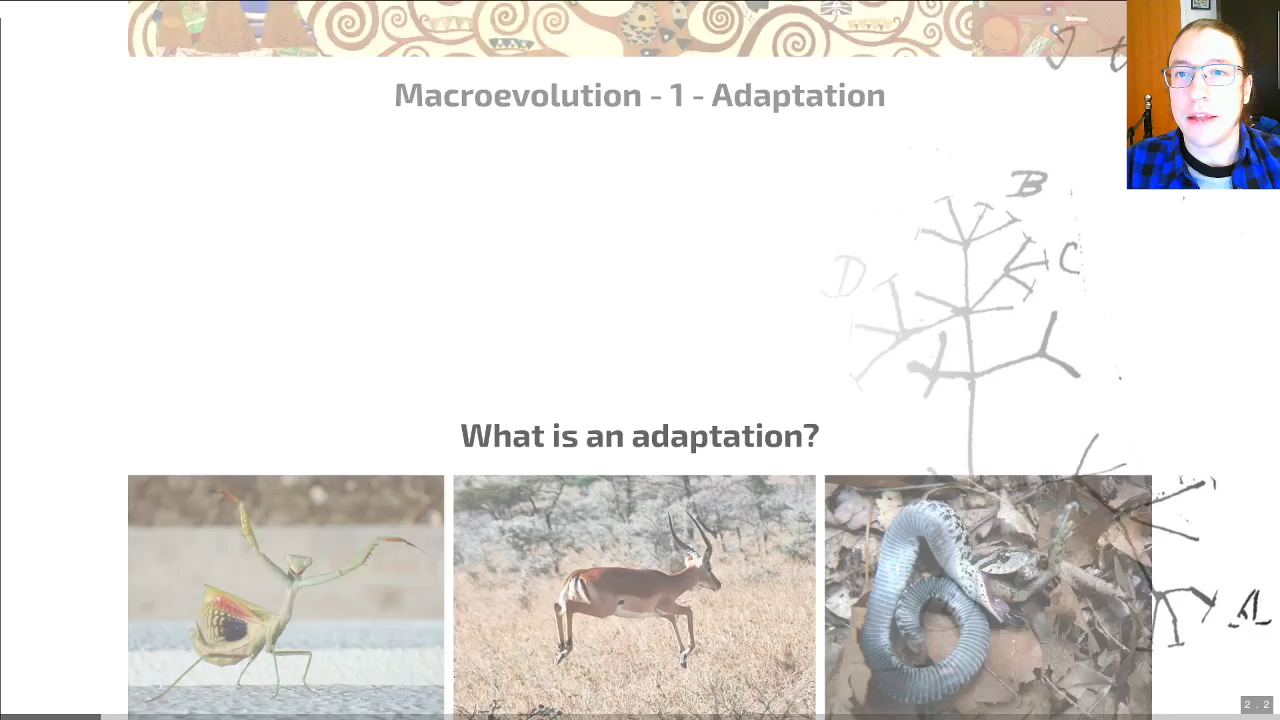 I t
Macroevolution - 1 - Adaptation
B
C
D
What is an adaptation?
A
2 . 2